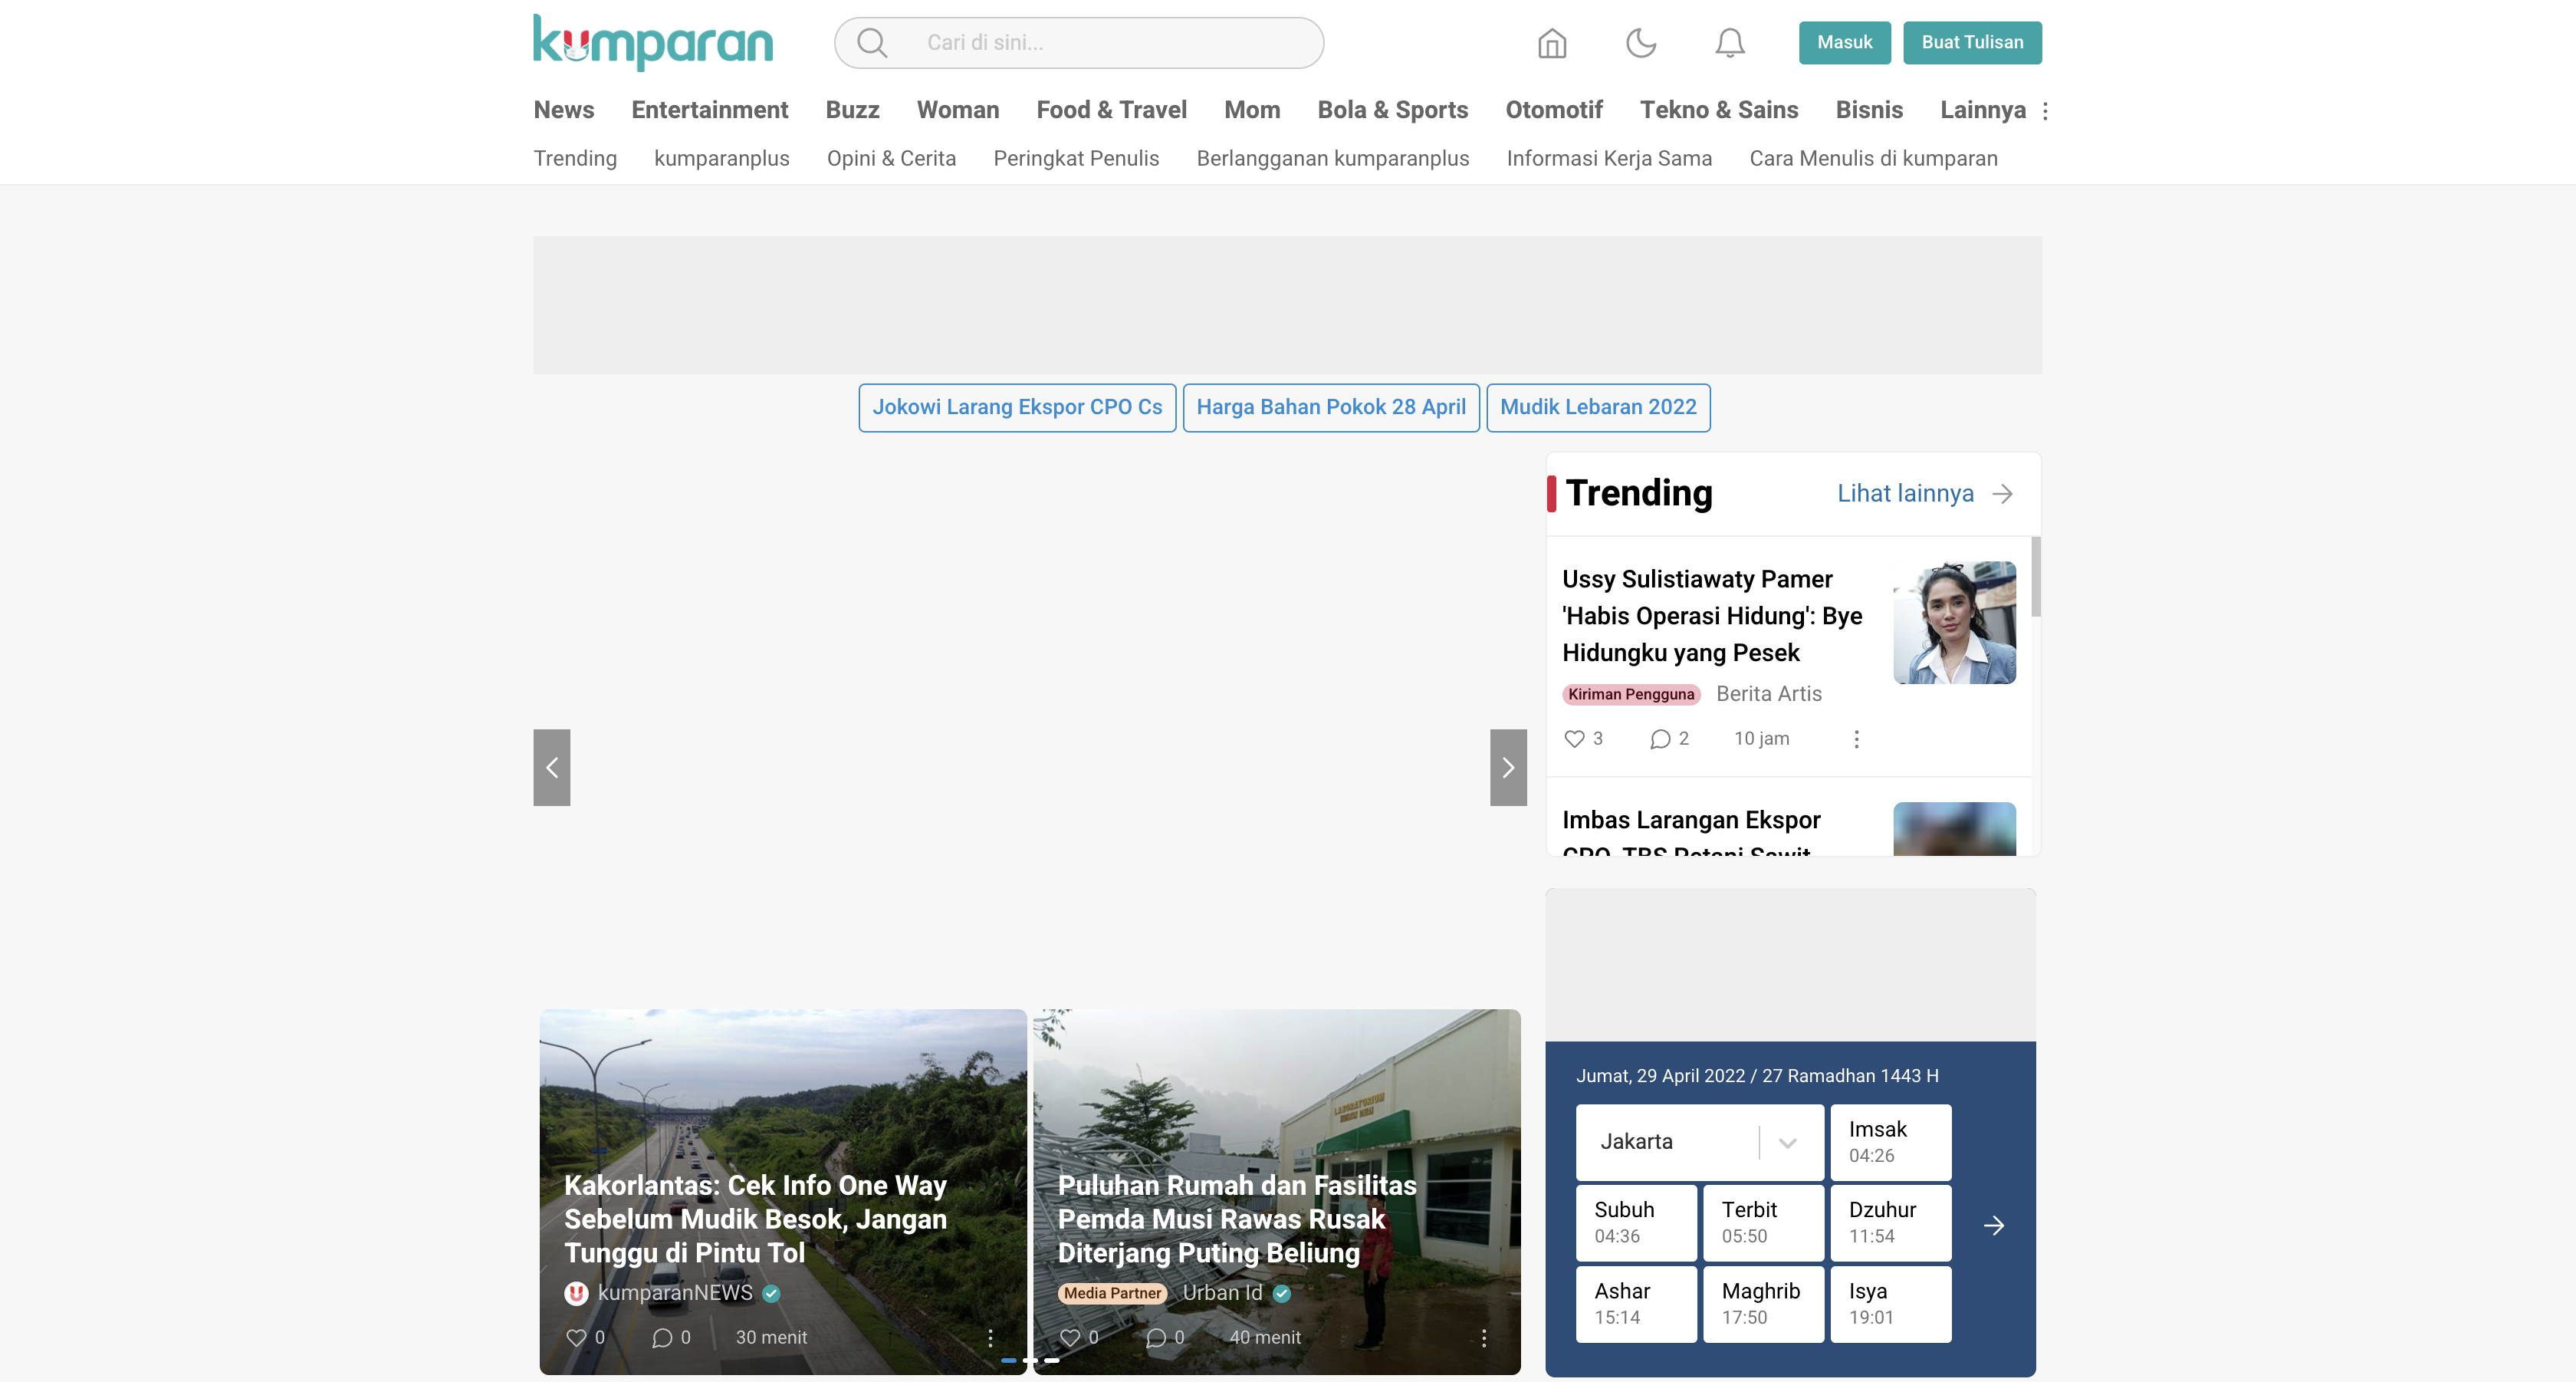 kumparan
Cari di sini...
Masuk
Buat Tulisan
News Entertainment Buzz Woman Food & Travel Mom Bola & Sports Otomotif Tekno & Sains Bisnis Lainnya
Trending kumparanplus Opini & Cerita Peringkat Penulis Berlangganan kumparanplus Informasi Kerja Sama Cara Menulis di kumparan
Jokowi Larang Ekspor CPO Cs Harga Bahan Pokok 28 April Mudik Lebaran 2022
Trending Lihat lainnya
Ussy Sulistiawaty Pamer
'Habis Operasi Hidung': Bye
Hidungku yang Pesek
Kiriman Pengguna Berita Artis
3 2 10 jam
Imbas Larangan Ekspor
CPO, TBS Petani Sawit
LABORATORIUM
Kakorlantas: Cek Info One Way
Sebelum Mudik Besok, Jangan
Tunggu di Pintu Tol
kumparanNEWS
0 0 30 menit
Puluhan Rumah dan Fasilitas
Pemda Musi Rawas Rusak
Diterjang Puting Beliung
Media Partner Urban Id
0 0 40 menit
Jumat, 29 April 2022 / 27 Ramadhan 1443 H
Jakarta
Imsak
04:26
Subuh
04:36
Terbit
05:50
Dzuhur
11:54
Ashar
15:14
Maghrib
17:50
Isya
19:01